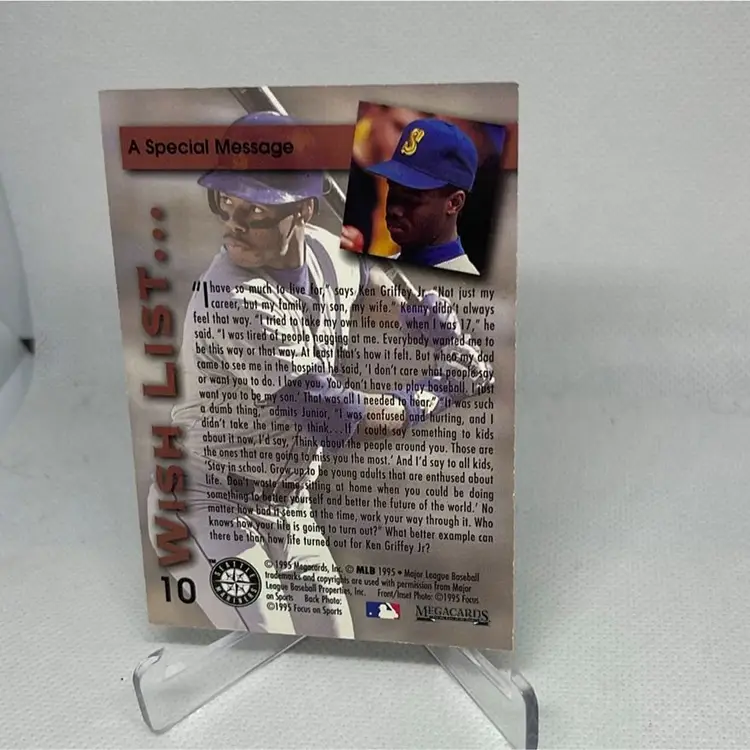 A Special Message
WISH LIST...
"I have so much to live for," says Ken Griffey Jr. "Not just my
career, but my family, my son, my wife." Kenny didn't always
feel that way. "I tried to take my own life once, when I was 17," he
said. "I was tired of people nagging at me. Everybody wanted me to
be this way or that way. At least that's how it felt. But when my dad
came to see me in the hospital he said, 'I don't care what people say
or want you to do. I love you. You don't have to play baseball. I just
want you to be my son.' That was all I needed to hear." "It was such
a dumb thing," admits Junior, "I was confused and hurting, and I
didn't take the time to think...If I could say something to kids
about it now, I'd say, 'Think about the people around you. Those are
the ones that are going to miss you the most.' And I'd say to all kids,
'Stay in school. Grow up to be young adults that are enthused about
life. Don't waste time sitting at home when you could be doing
something to better yourself and better the future of the world.' No
matter how bad it seems at the time, work your way through it. Who
knows how your life is going to turn out?" What better example can
there be than how life turned out for Ken Griffey Jr?
10
SEATTLE
MARINERS
© 1995 Megacards, Inc. © MLB 1995 • Major League Baseball
trademarks and copyrights are used with permission from Major
League Baseball Properties, Inc. Front/Inset Photo: ©1995 Focus
on Sports Back Photo:
©1995 Focus on Sports
MEGACARDS
S